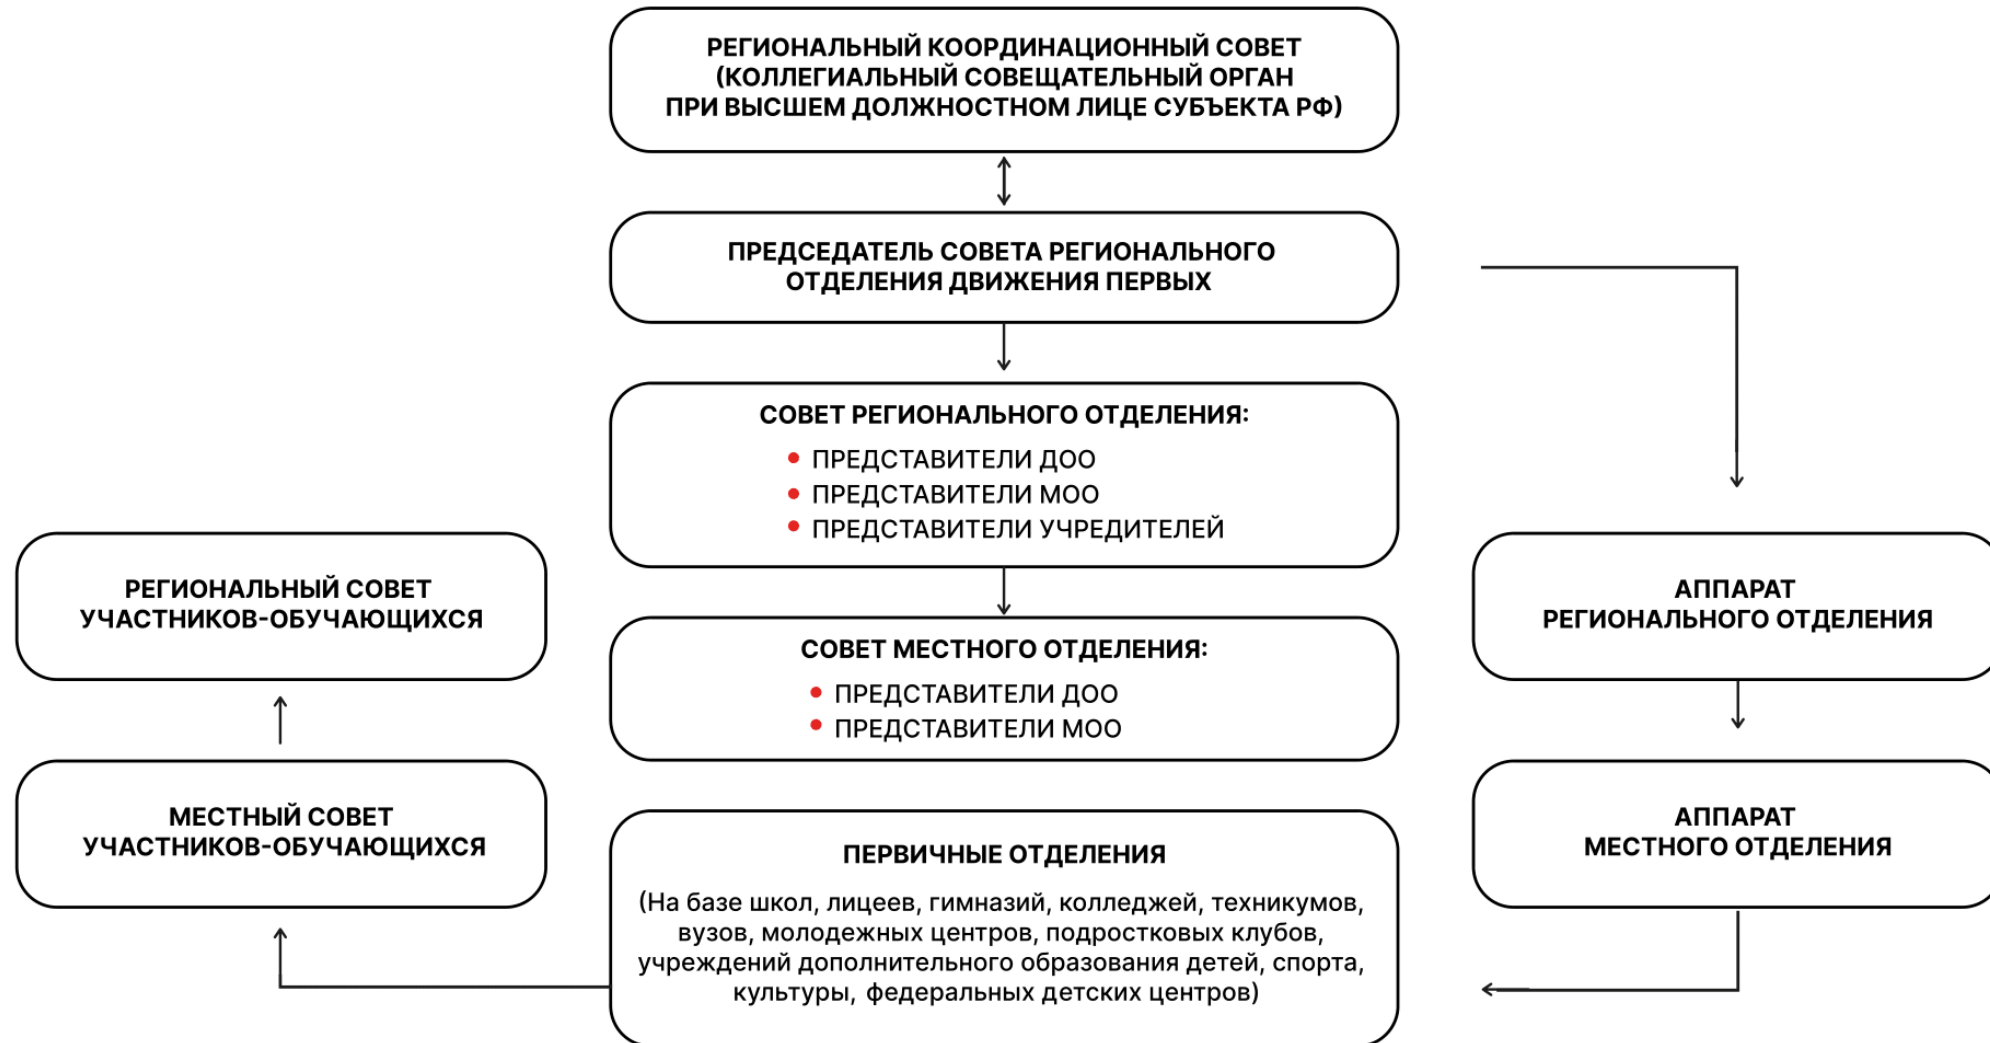 РЕГИОНАЛЬНЫЙ КООРДИНАЦИОННЫЙ СОВЕТ
(КОЛЛЕГИАЛЬНЫЙ СОВЕЩАТЕЛЬНЫЙ ОРГАН
ПРИ ВЫСШЕМ ДОЛЖНОСТНОМ ЛИЦЕ СУБЪЕКТА РФ)
ПРЕДСЕДАТЕЛЬ СОВЕТА РЕГИОНАЛЬНОГО
ОТДЕЛЕНИЯ ДВИЖЕНИЯ ПЕРВЫХ
СОВЕТ РЕГИОНАЛЬНОГО ОТДЕЛЕНИЯ:
• ПРЕДСТАВИТЕЛИ ДОО
• ПРЕДСТАВИТЕЛИ МОО
• ПРЕДСТАВИТЕЛИ УЧРЕДИТЕЛЕЙ
РЕГИОНАЛЬНЫЙ СОВЕТ
УЧАСТНИКОВ-ОБУЧАЮЩИХСЯ
АППАРАТ
РЕГИОНАЛЬНОГО ОТДЕЛЕНИЯ
СОВЕТ МЕСТНОГО ОТДЕЛЕНИЯ:
• ПРЕДСТАВИТЕЛИ ДОО
• ПРЕДСТАВИТЕЛИ МОО
МЕСТНЫЙ СОВЕТ
УЧАСТНИКОВ-ОБУЧАЮЩИХСЯ
АППАРАТ
МЕСТНОГО ОТДЕЛЕНИЯ
ПЕРВИЧНЫЕ ОТДЕЛЕНИЯ
(На базе школ, лицеев, гимназий, колледжей, техникумов,
вузов, молодежных центров, подростковых клубов,
учреждений дополнительного образования детей, спорта,
культуры, федеральных детских центров)